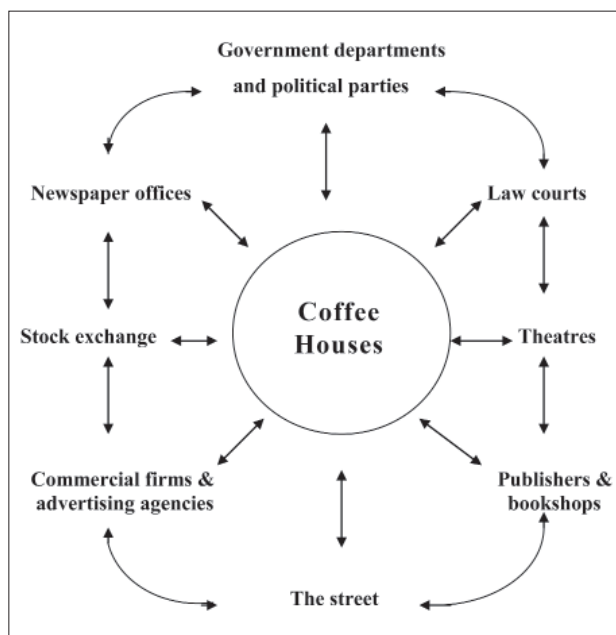 Government departments
and political parties
Newspaper offices
Law courts
Coffee
Houses
Stock exchange
Theatres
Commercial firms &
advertising agencies
Publishers &
bookshops
The street